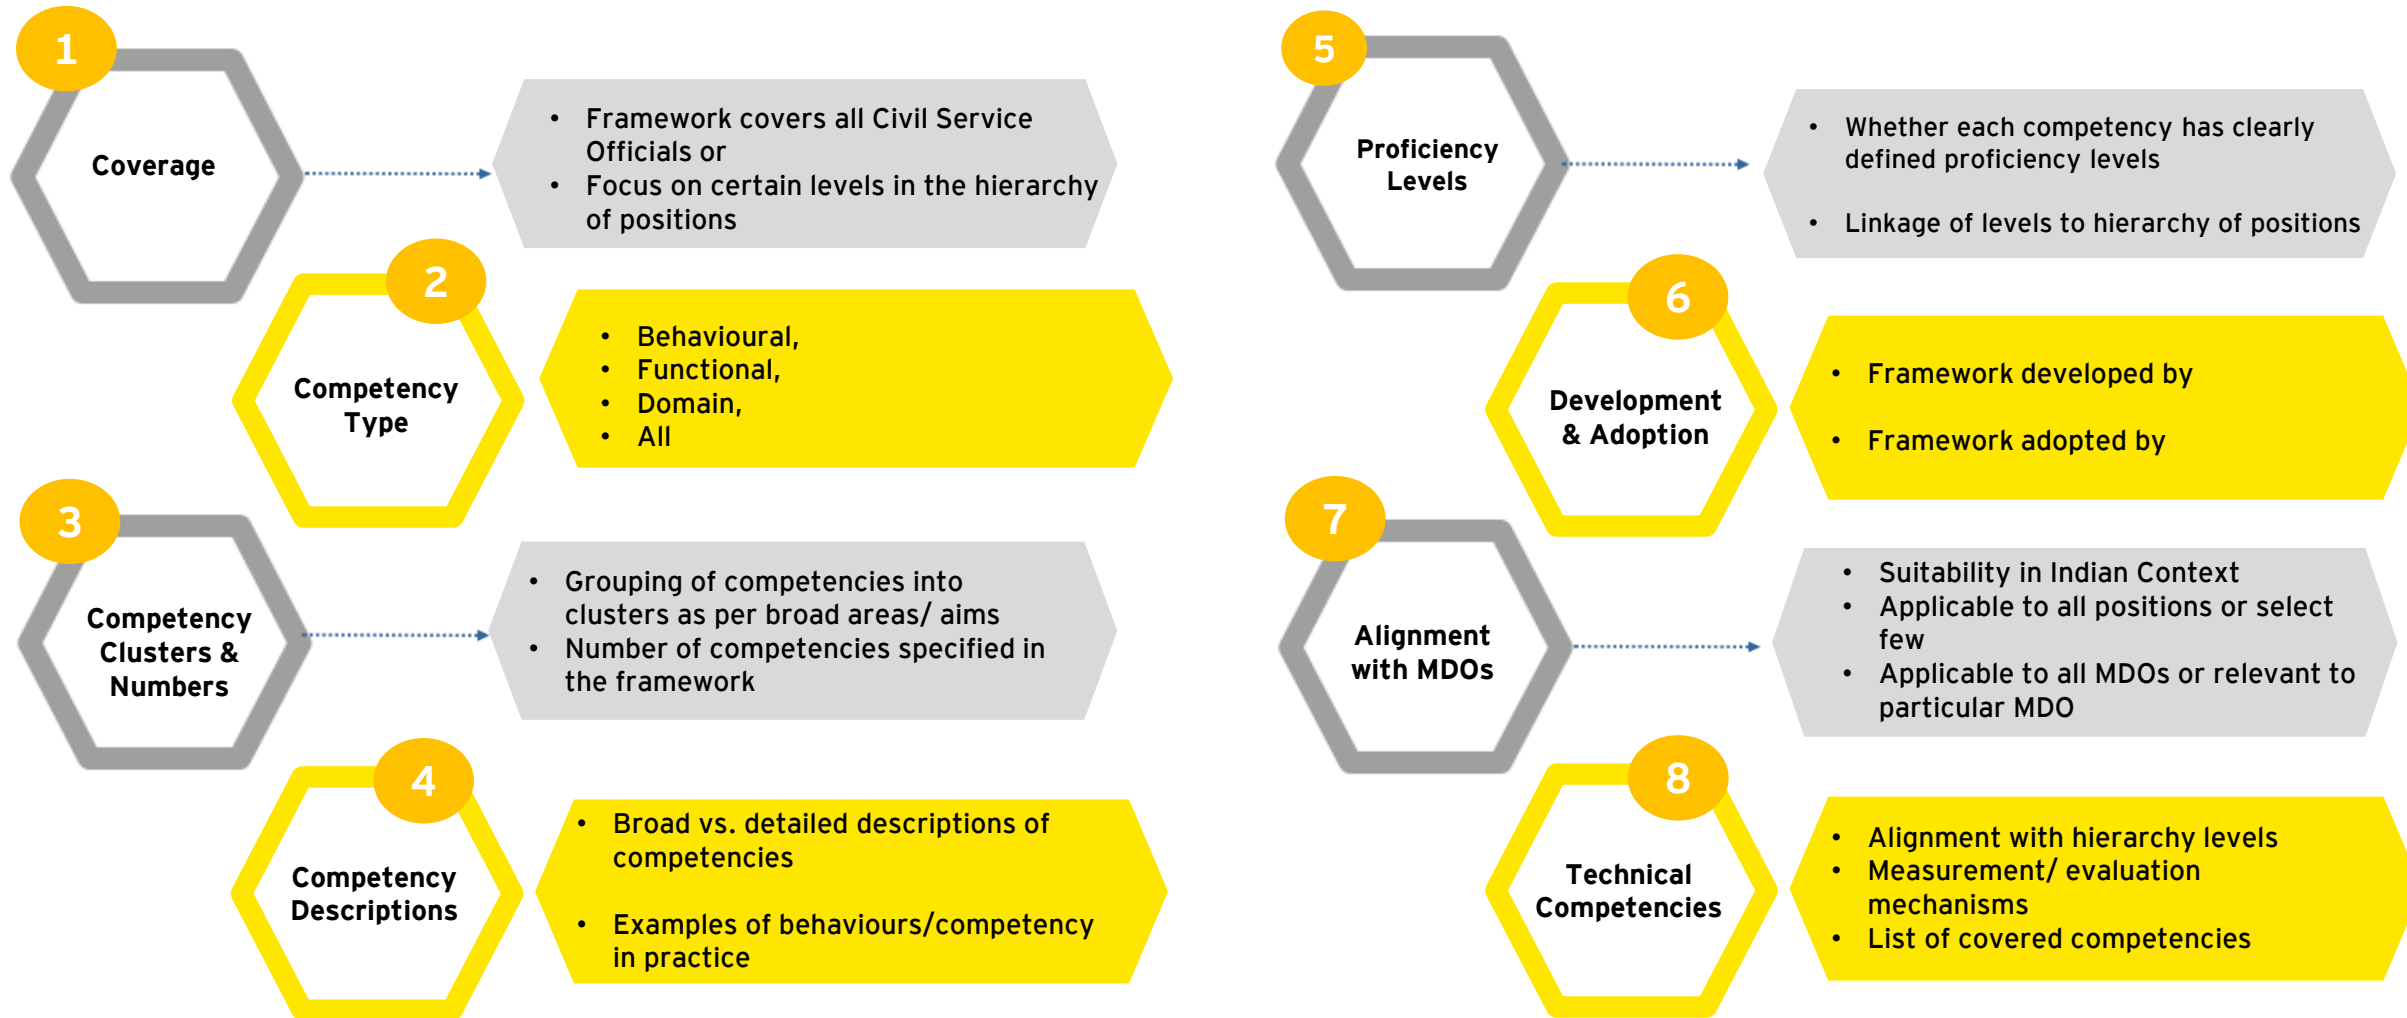 1
Coverage
• Framework covers all Civil Service
Officials or
• Focus on certain levels in the hierarchy
of positions
2
Competency
Type
• Behavioural,
• Functional,
• Domain,
• All
3
Competency
Clusters &
Numbers
• Grouping of competencies into
clusters as per broad areas/ aims
• Number of competencies specified in
the framework
4
Competency
Descriptions
• Broad vs. detailed descriptions of
competencies
• Examples of behaviours/competency
in practice
5
Proficiency
Levels
• Whether each competency has clearly
defined proficiency levels
• Linkage of levels to hierarchy of positions
6
Development
& Adoption
• Framework developed by
• Framework adopted by
7
Alignment
with MDOs
• Suitability in Indian Context
• Applicable to all positions or select
few
• Applicable to all MDOs or relevant to
particular MDO
8
Technical
Competencies
• Alignment with hierarchy levels
• Measurement/ evaluation
mechanisms
• List of covered competencies